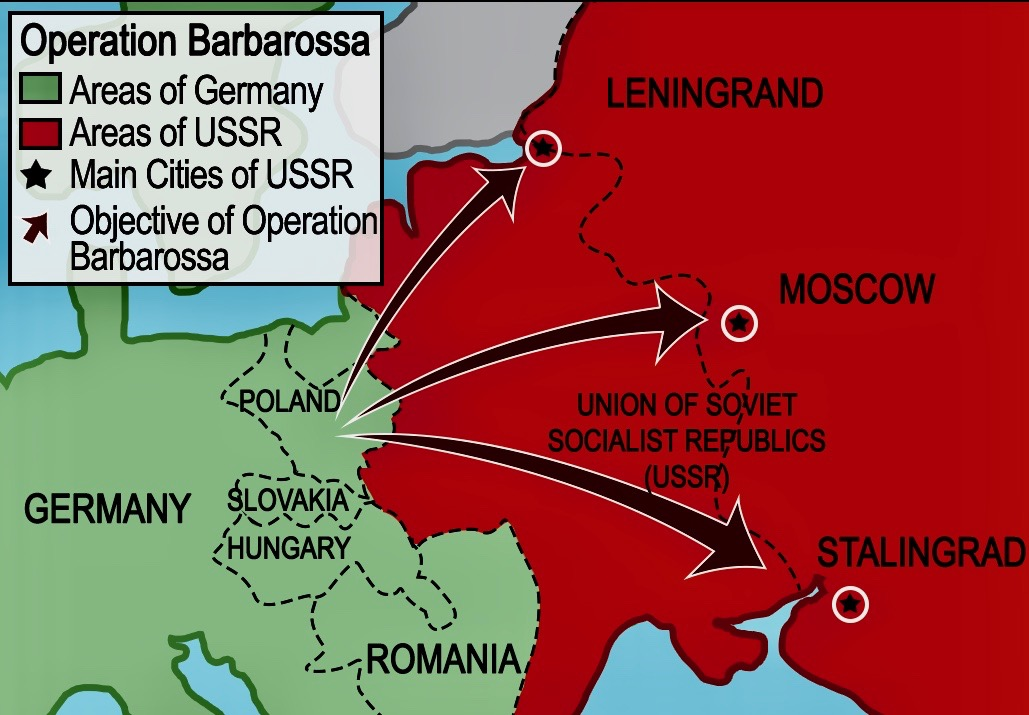 Operation Barbarossa
Areas of Germany
Areas of USSR
Main Cities of USSR
Objective of Operation
Barbarossa
LENINGRAND
MOSCOW
POLAND
UNION OF SOVIET
SOCIALIST REPUBLICS
(USSR)
GERMANY
SLOVAKIA
HUNGARY
STALINGRAD
ROMANIA